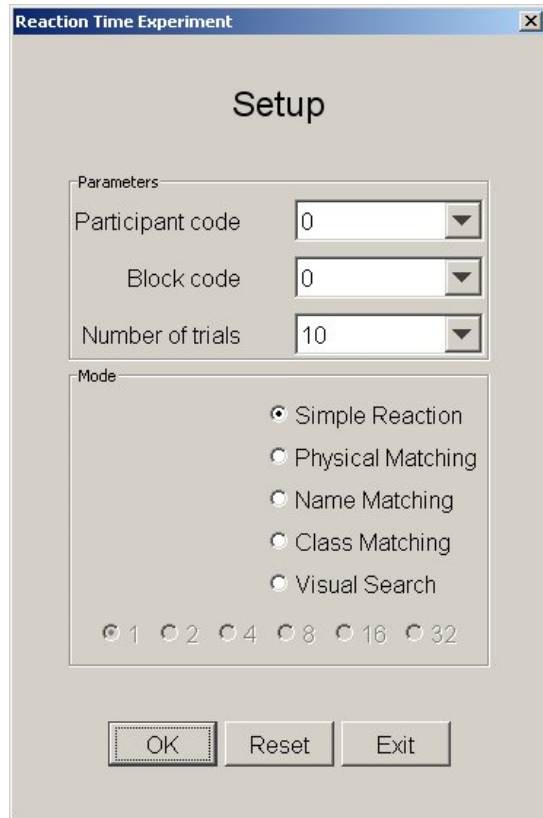 Reaction Time Experiment
Setup
Parameters
Participant code 0
Block code 0
Number of trials 10
Mode
Simple Reaction
Physical Matching
Name Matching
Class Matching
Visual Search
1 2 4 8 16 32
OK Reset Exit